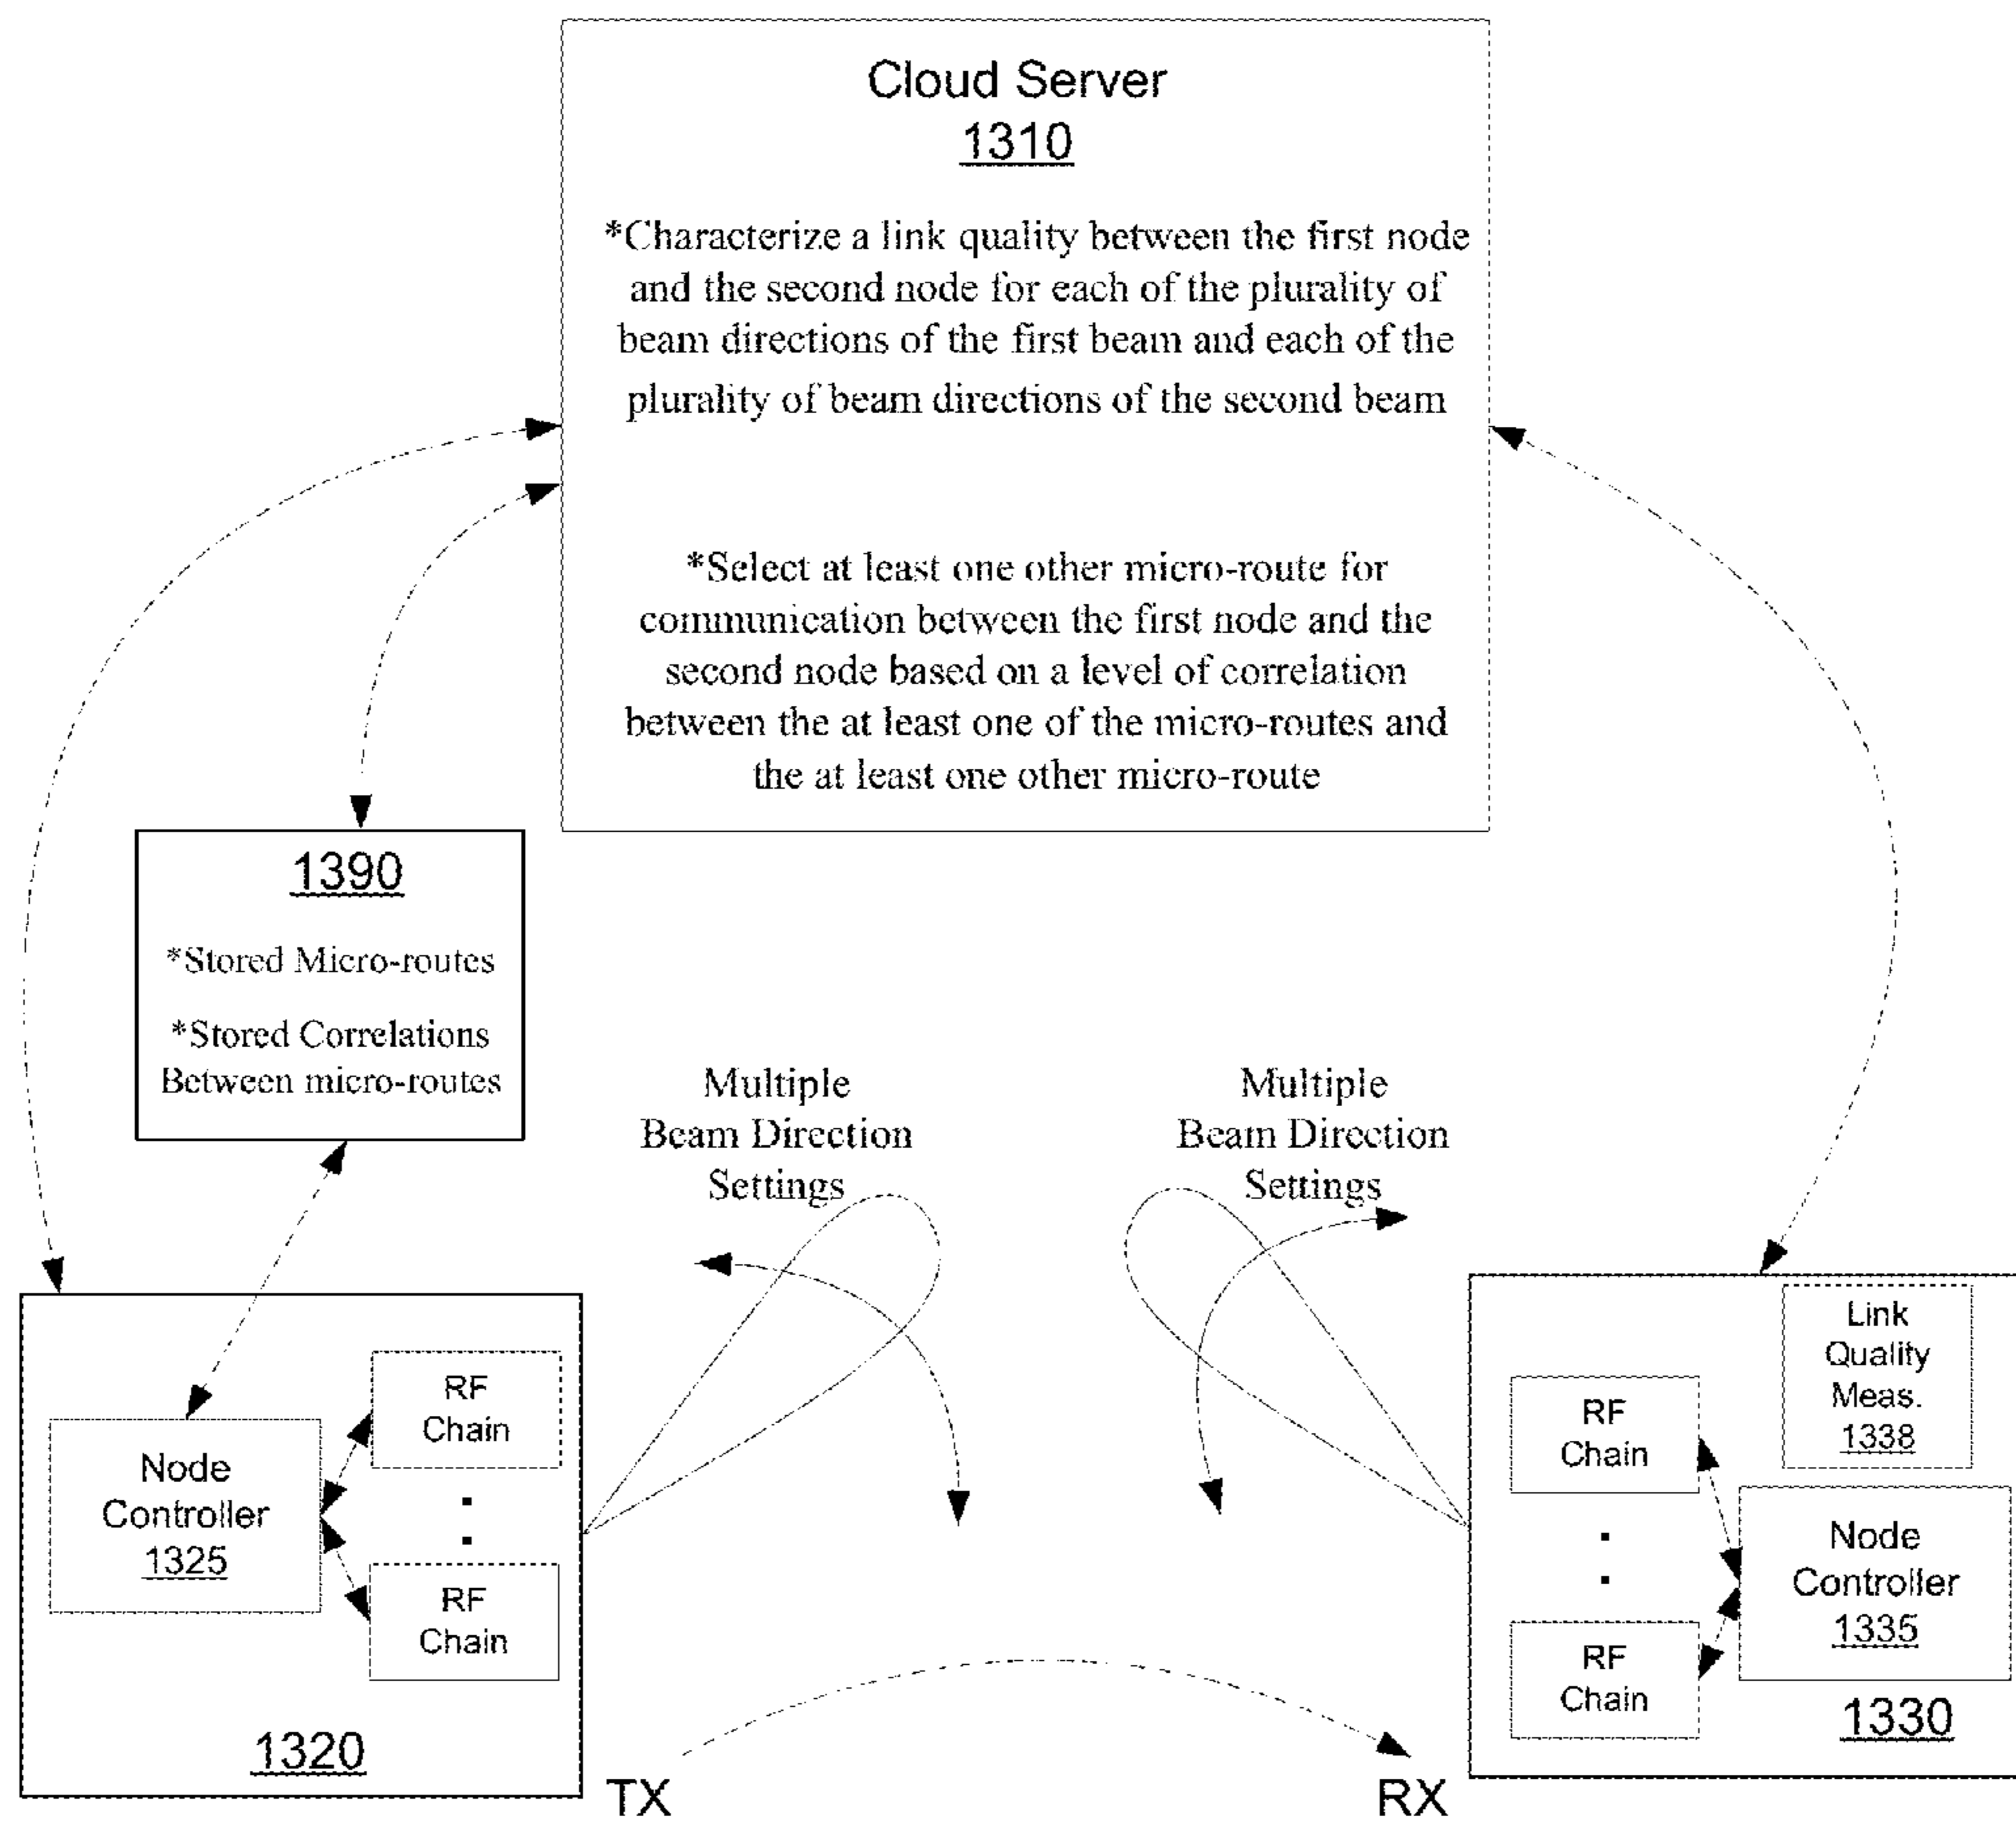 Cloud Server
1310
*Characterize a link quality between the first node
and the second node for each of the plurality of
beam directions of the first beam and each of the
plurality of beam directions of the second beam
*Select at least one other micro-route for
communication between the first node and the
second node based on a level of correlation
between the at least one of the micro-routes and
the at least one other micro-route
1390
*Stored Micro-routes
*Stored Correlations
Between micro-routes
Multiple
Beam Direction
Settings
Multiple
Beam Direction
Settings
Node
Controller
1325
RF
Chain
RF
Chain
1320
TX
RX
RF
Chain
RF
Chain
Link
Quality
Meas.
1338
Node
Controller
1335
1330